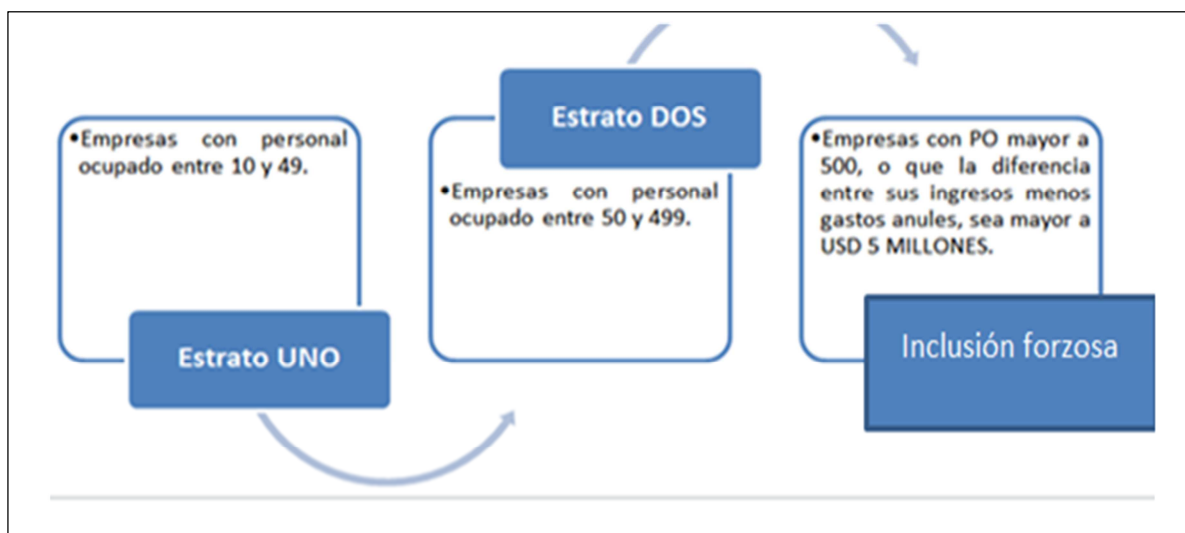 •Empresas con personal
ocupado entre 10 y 49.
Estrato UNO
Estrato DOS
•Empresas con personal
ocupado entre 50 y 499.
•Empresas con PO mayor a
500, o que la diferencia
entre sus ingresos menos
gastos anules, sea mayor a
USD 5 MILLONES.
Inclusión forzosa